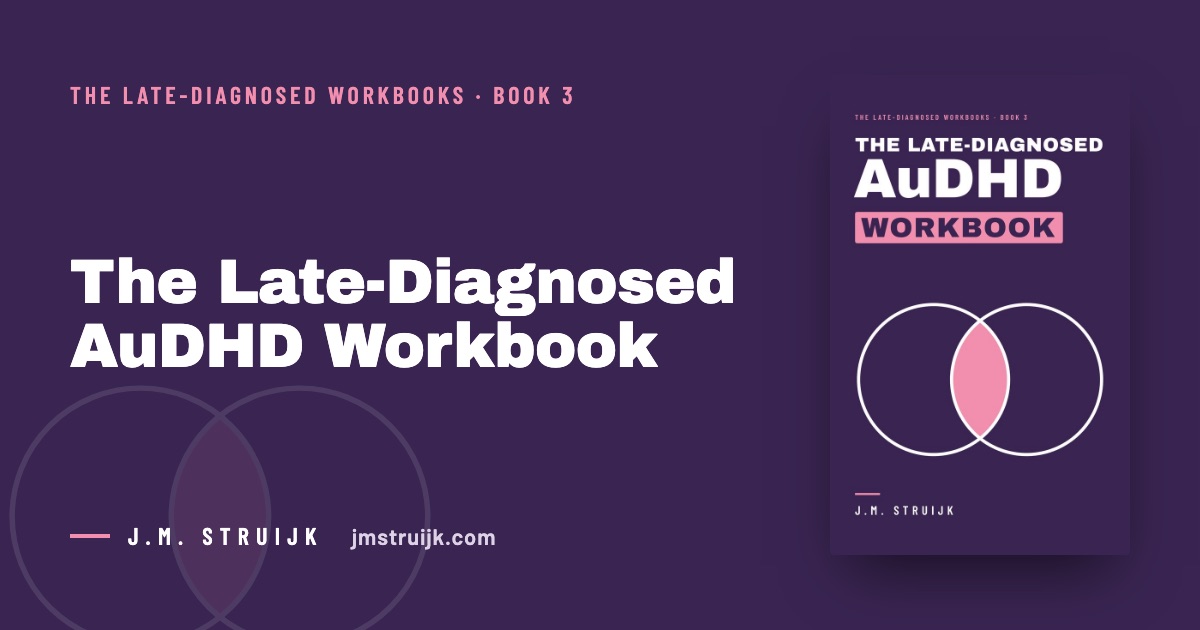 THE LATE-DIAGNOSED WORKBOOKS · BOOK 3
The Late-Diagnosed
AuDHD Workbook
J.M. STRUIJK jmstruijk.com
THE LATE-DIAGNOSED WORKBOOKS · BOOK 3
THE LATE-DIAGNOSED
AuDHD
WORKBOOK
J.M. STRUIJK